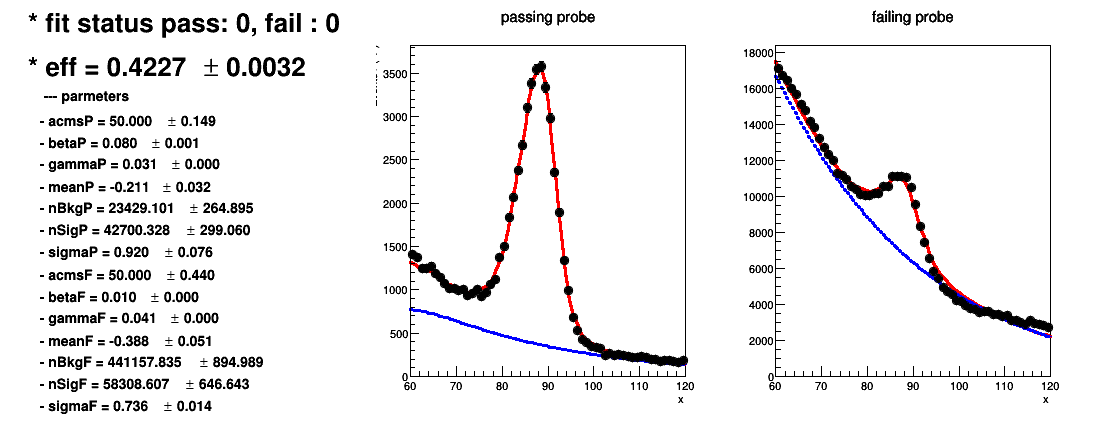 * fit status pass: 0, fail : 0
* eff = 0.4227 ± 0.0032
--- parmeters
- acmsP = 50.000 ± 0.149
- betaP = 0.080 ± 0.001
- gammaP = 0.031 ± 0.000
- meanP = -0.211 ± 0.032
- nBkgP = 23429.101 ± 264.895
- nSigP = 42700.328 ± 299.060
- sigmaP = 0.920 ± 0.076
- acmsF = 50.000 ± 0.440
- betaF = 0.010 ± 0.000
- gammaF = 0.041 ± 0.000
- meanF = -0.388 ± 0.051
- nBkgF = 441157.835 ± 894.989
- nSigF = 58308.607 ± 646.643
- sigmaF = 0.736 ± 0.014
passing probe
3500
3000
2500
2000
1500
1000
500
0
60 70 80 90 100 110 120
x
failing probe
18000
16000
14000
12000
10000
8000
6000
4000
2000
0
60 70 80 90 100 110 120
x